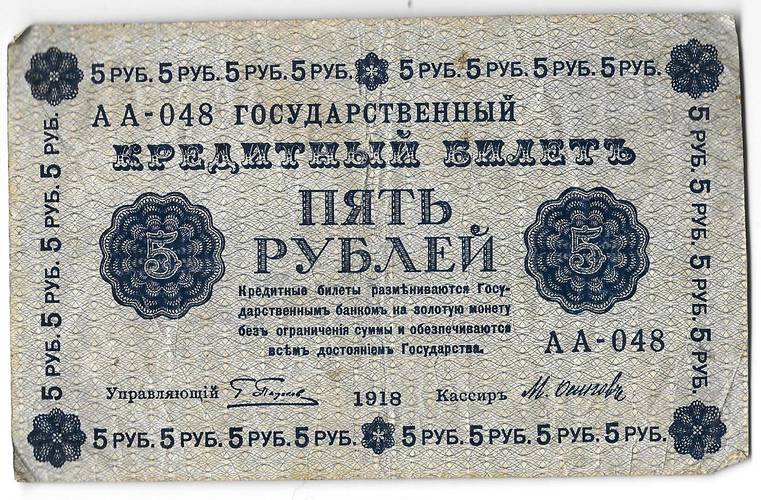 5 РУБ. 5 РУБ. 5 РУБ. 5 РУБ. 5 РУБ. 5 РУБ. 5 РУБ. 5 РУБ.
АА-048 ГОСУДАРСТВЕННЫЙ
КРЕДИТНЫЙ БИЛЕТЪ
ПЯТЬ
РУБЛЕЙ
5
5
Кредитные билеты размѣниваются Госу-
дарственнымъ банкомъ на золотую монету
безъ ограниченія суммы и обезпечиваются
всѣмъ достояніемъ Государства.
АА-048
Управляющій
1918 Кассиръ
5 РУБ. 5 РУБ. 5 РУБ. 5 РУБ. 5 РУБ. 5 РУБ. 5 РУБ. 5 РУБ.
5 РУБ. 5 РУБ. 5 РУБ. 5 РУБ.
5 РУБ. 5 РУБ. 5 РУБ. 5 РУБ.